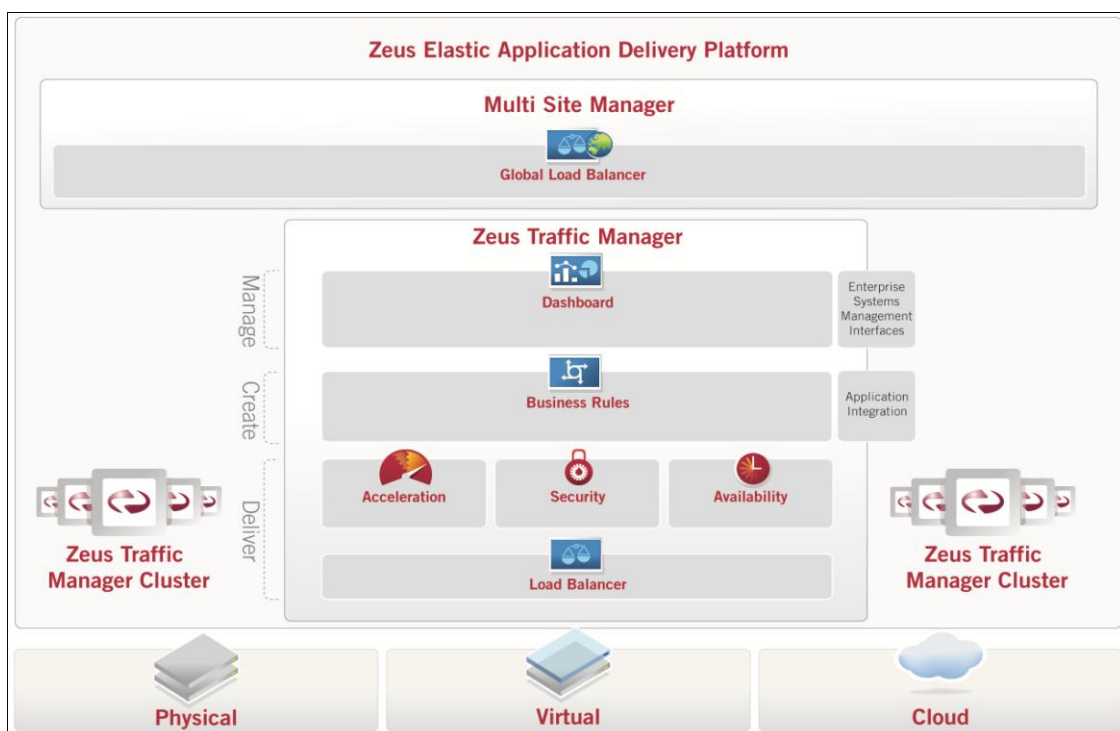 Zeus Elastic Application Delivery Platform
Multi Site Manager
Global Load Balancer
Zeus Traffic Manager
Manage
Dashboard
Enterprise
Systems
Management
Interfaces
Create
Business Rules
Application
Integration
Deliver
Acceleration
Security
Availability
Load Balancer
Zeus Traffic
Manager Cluster
Zeus Traffic
Manager Cluster
Physical
Virtual
Cloud